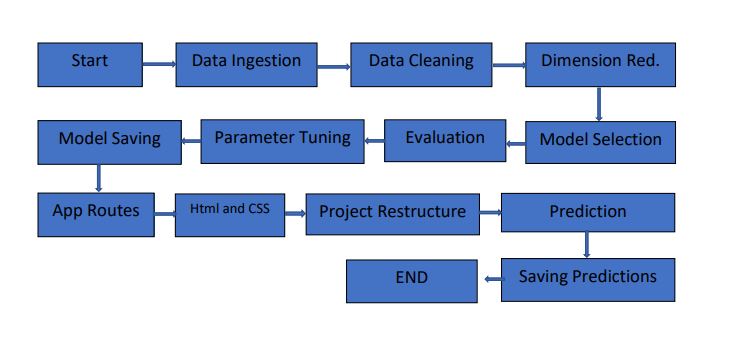 Start
Data Ingestion
Data Cleaning
Dimension Red.
Model Selection
Evaluation
Parameter Tuning
Model Saving
App Routes
Html and CSS
Project Restructure
Prediction
Saving Predictions
END